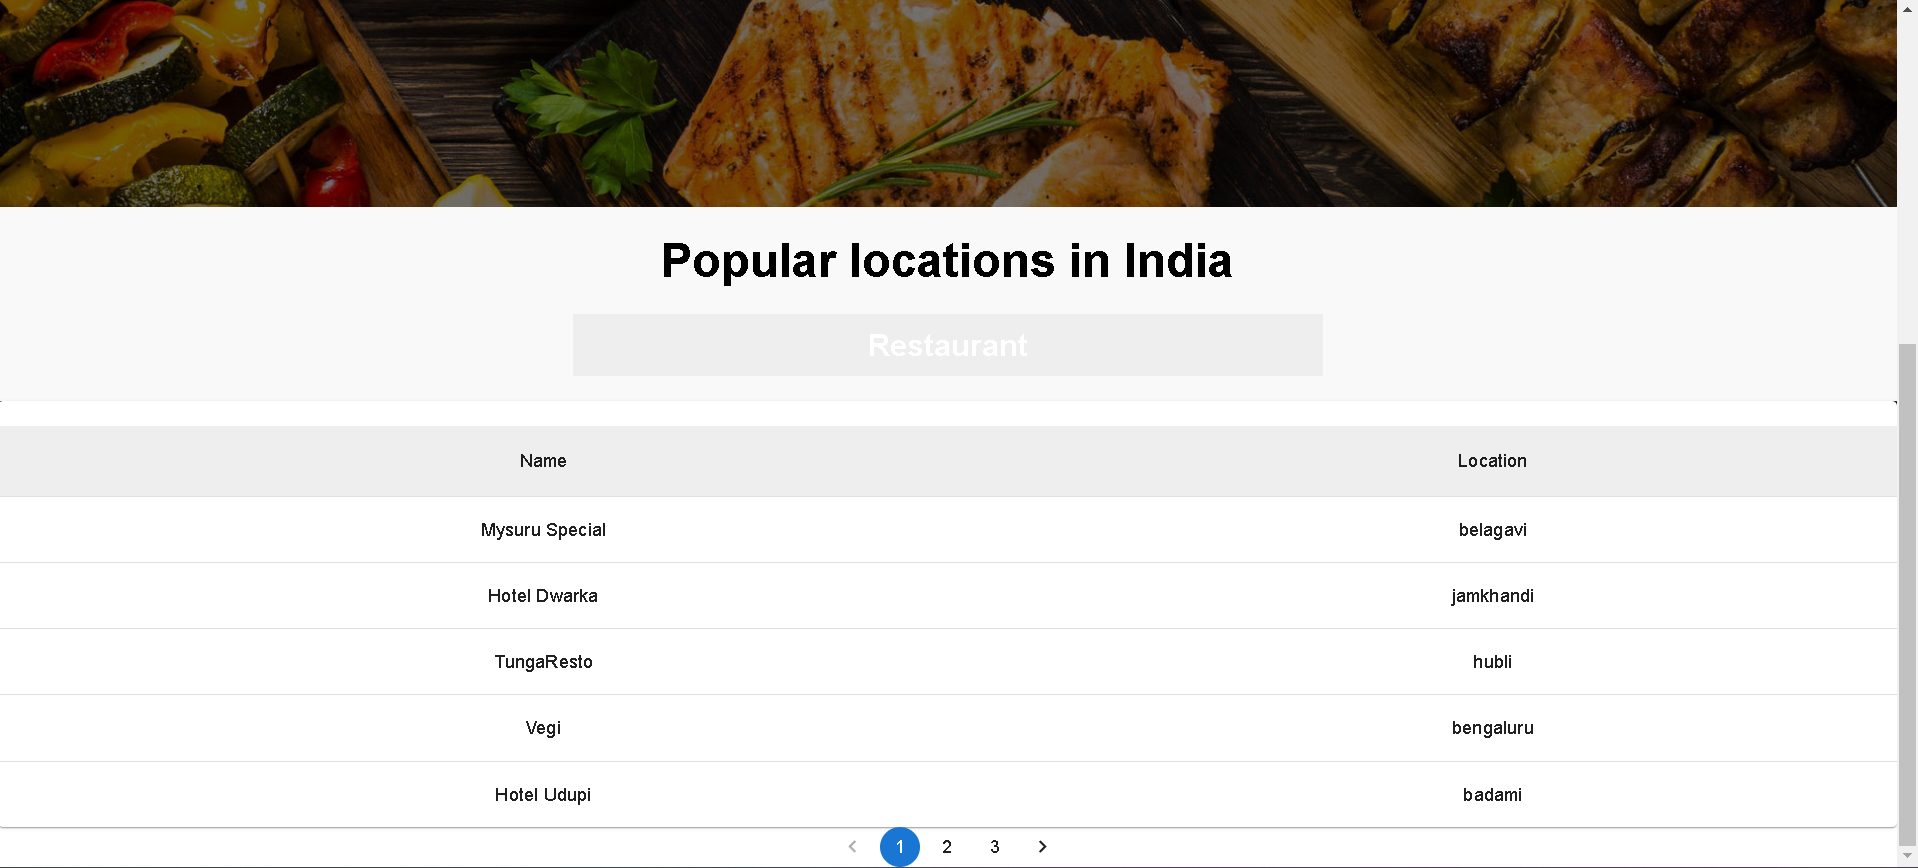 Popular locations in India
Restaurant
Name Location
Mysuru Special belagavi
Hotel Dwarka jamkhandi
TungaResto hubli
Vegi bengaluru
Hotel Udupi badami
1 2 3